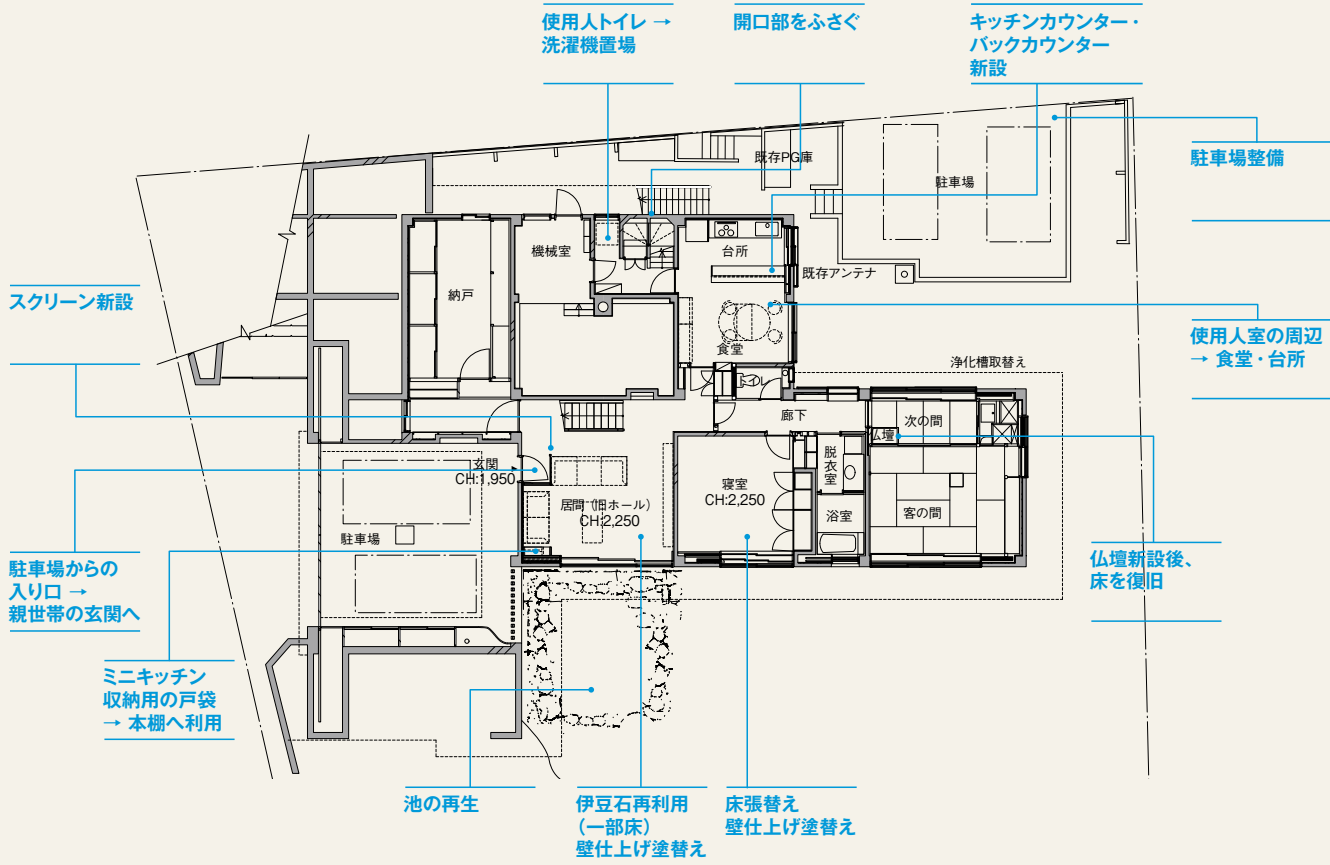 使用人トイレ →
洗濯機置場
開口部をふさぐ
キッチンカウンター・
バックカウンター
新設
駐車場整備
既存PG庫
駐車場
機械室
台所
既存アンテナ
納戸
スクリーン新設
食堂
使用人室の周辺
→ 食堂・台所
浄化槽取替え
トイレ
廊下
次の間
仏壇
脱衣室
玄関
CH:1,950
寝室
CH:2,250
居間（旧ホール）
CH:2,250
浴室
客の間
駐車場
駐車場からの
入り口 →
親世帯の玄関へ
仏壇新設後、
床を復旧
ミニキッチン
収納用の戸袋
→ 本棚へ利用
池の再生
伊豆石再利用
（一部床）
壁仕上げ塗替え
床張替え
壁仕上げ塗替え